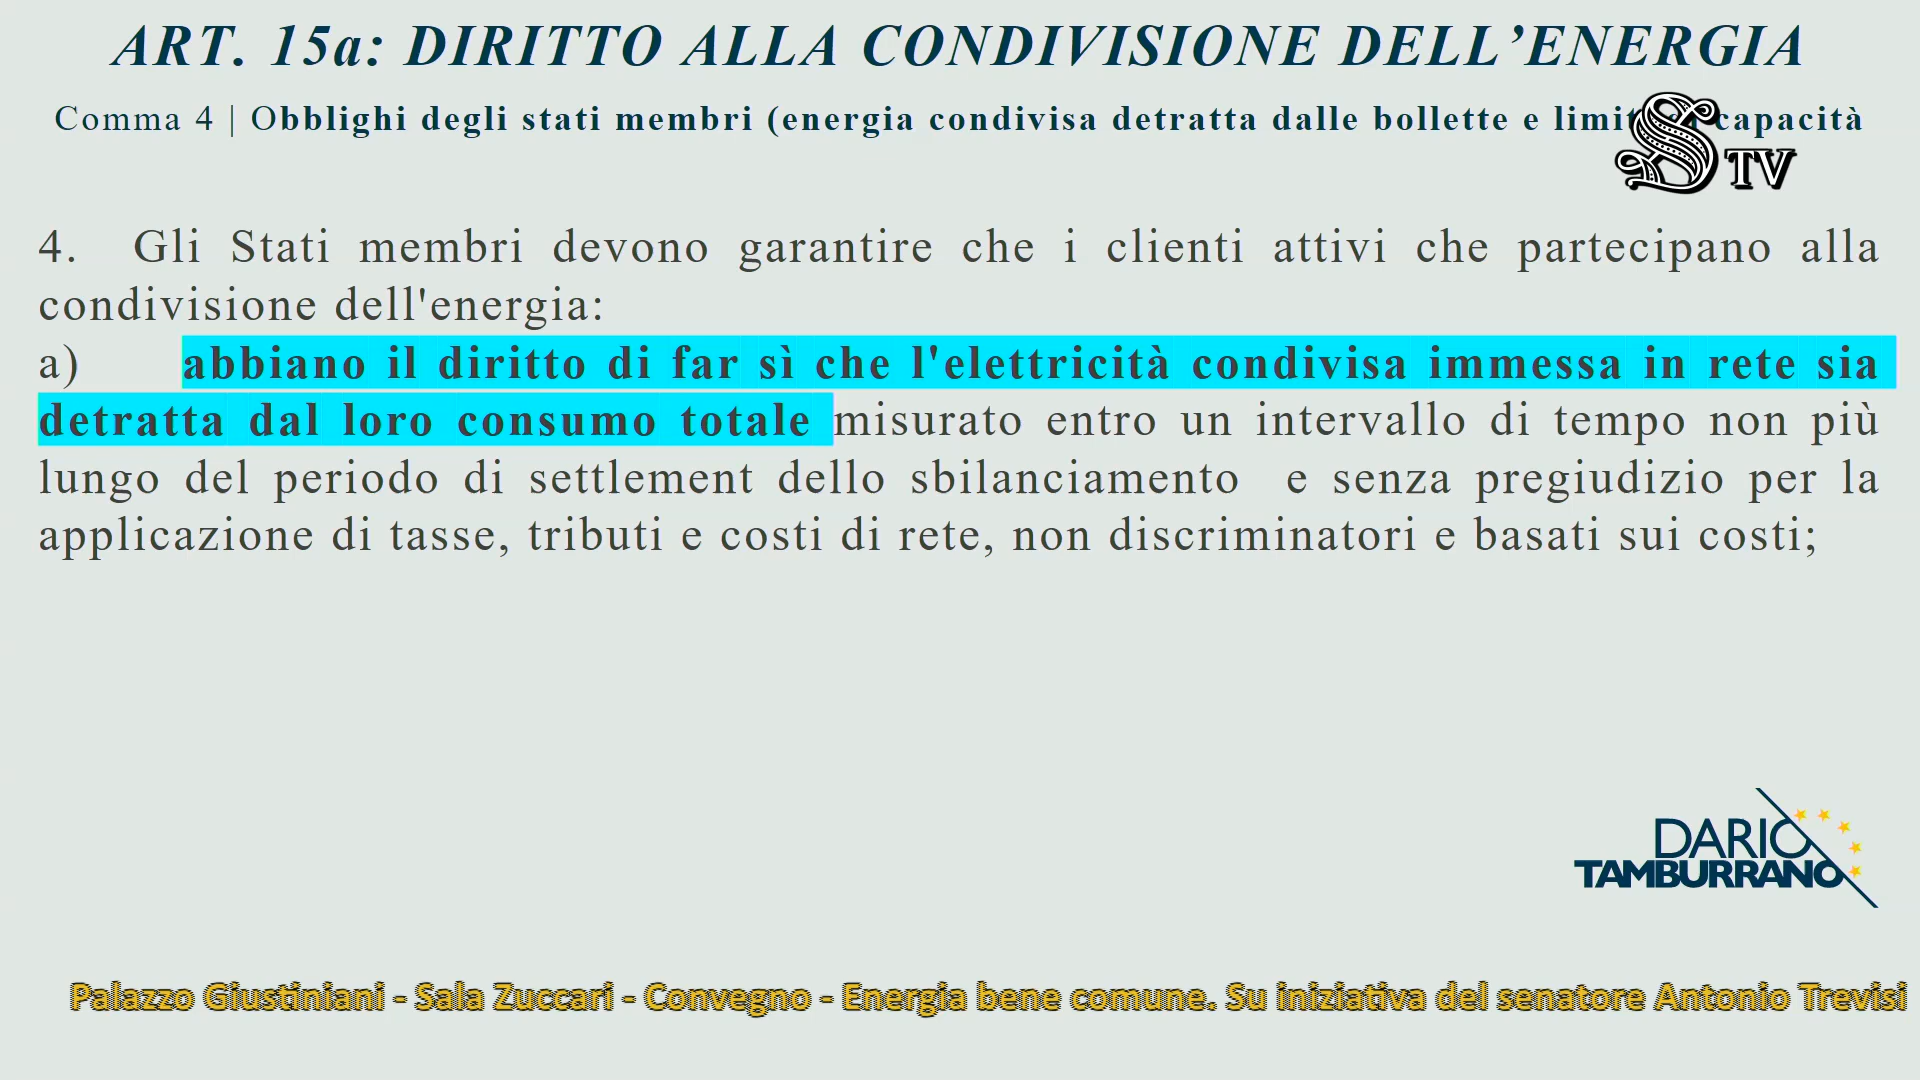 ART. 15a: DIRITTO ALLA CONDIVISIONE DELL’ENERGIA
Comma 4 | Obblighi degli stati membri (energia condivisa detratta dalle bollette e limit capacità
S TV
4. Gli Stati membri devono garantire che i clienti attivi che partecipano alla
condivisione dell'energia:
a) abbiano il diritto di far sì che l'elettricità condivisa immessa in rete sia
detratta dal loro consumo totale misurato entro un intervallo di tempo non più
lungo del periodo di settlement dello sbilanciamento e senza pregiudizio per la
applicazione di tasse, tributi e costi di rete, non discriminatori e basati sui costi;
DARIO
TAMBURRANO
Palazzo Giustiniani - Sala Zuccari - Convegno - Energia bene comune. Su iniziativa del senatore Antonio Trevisi